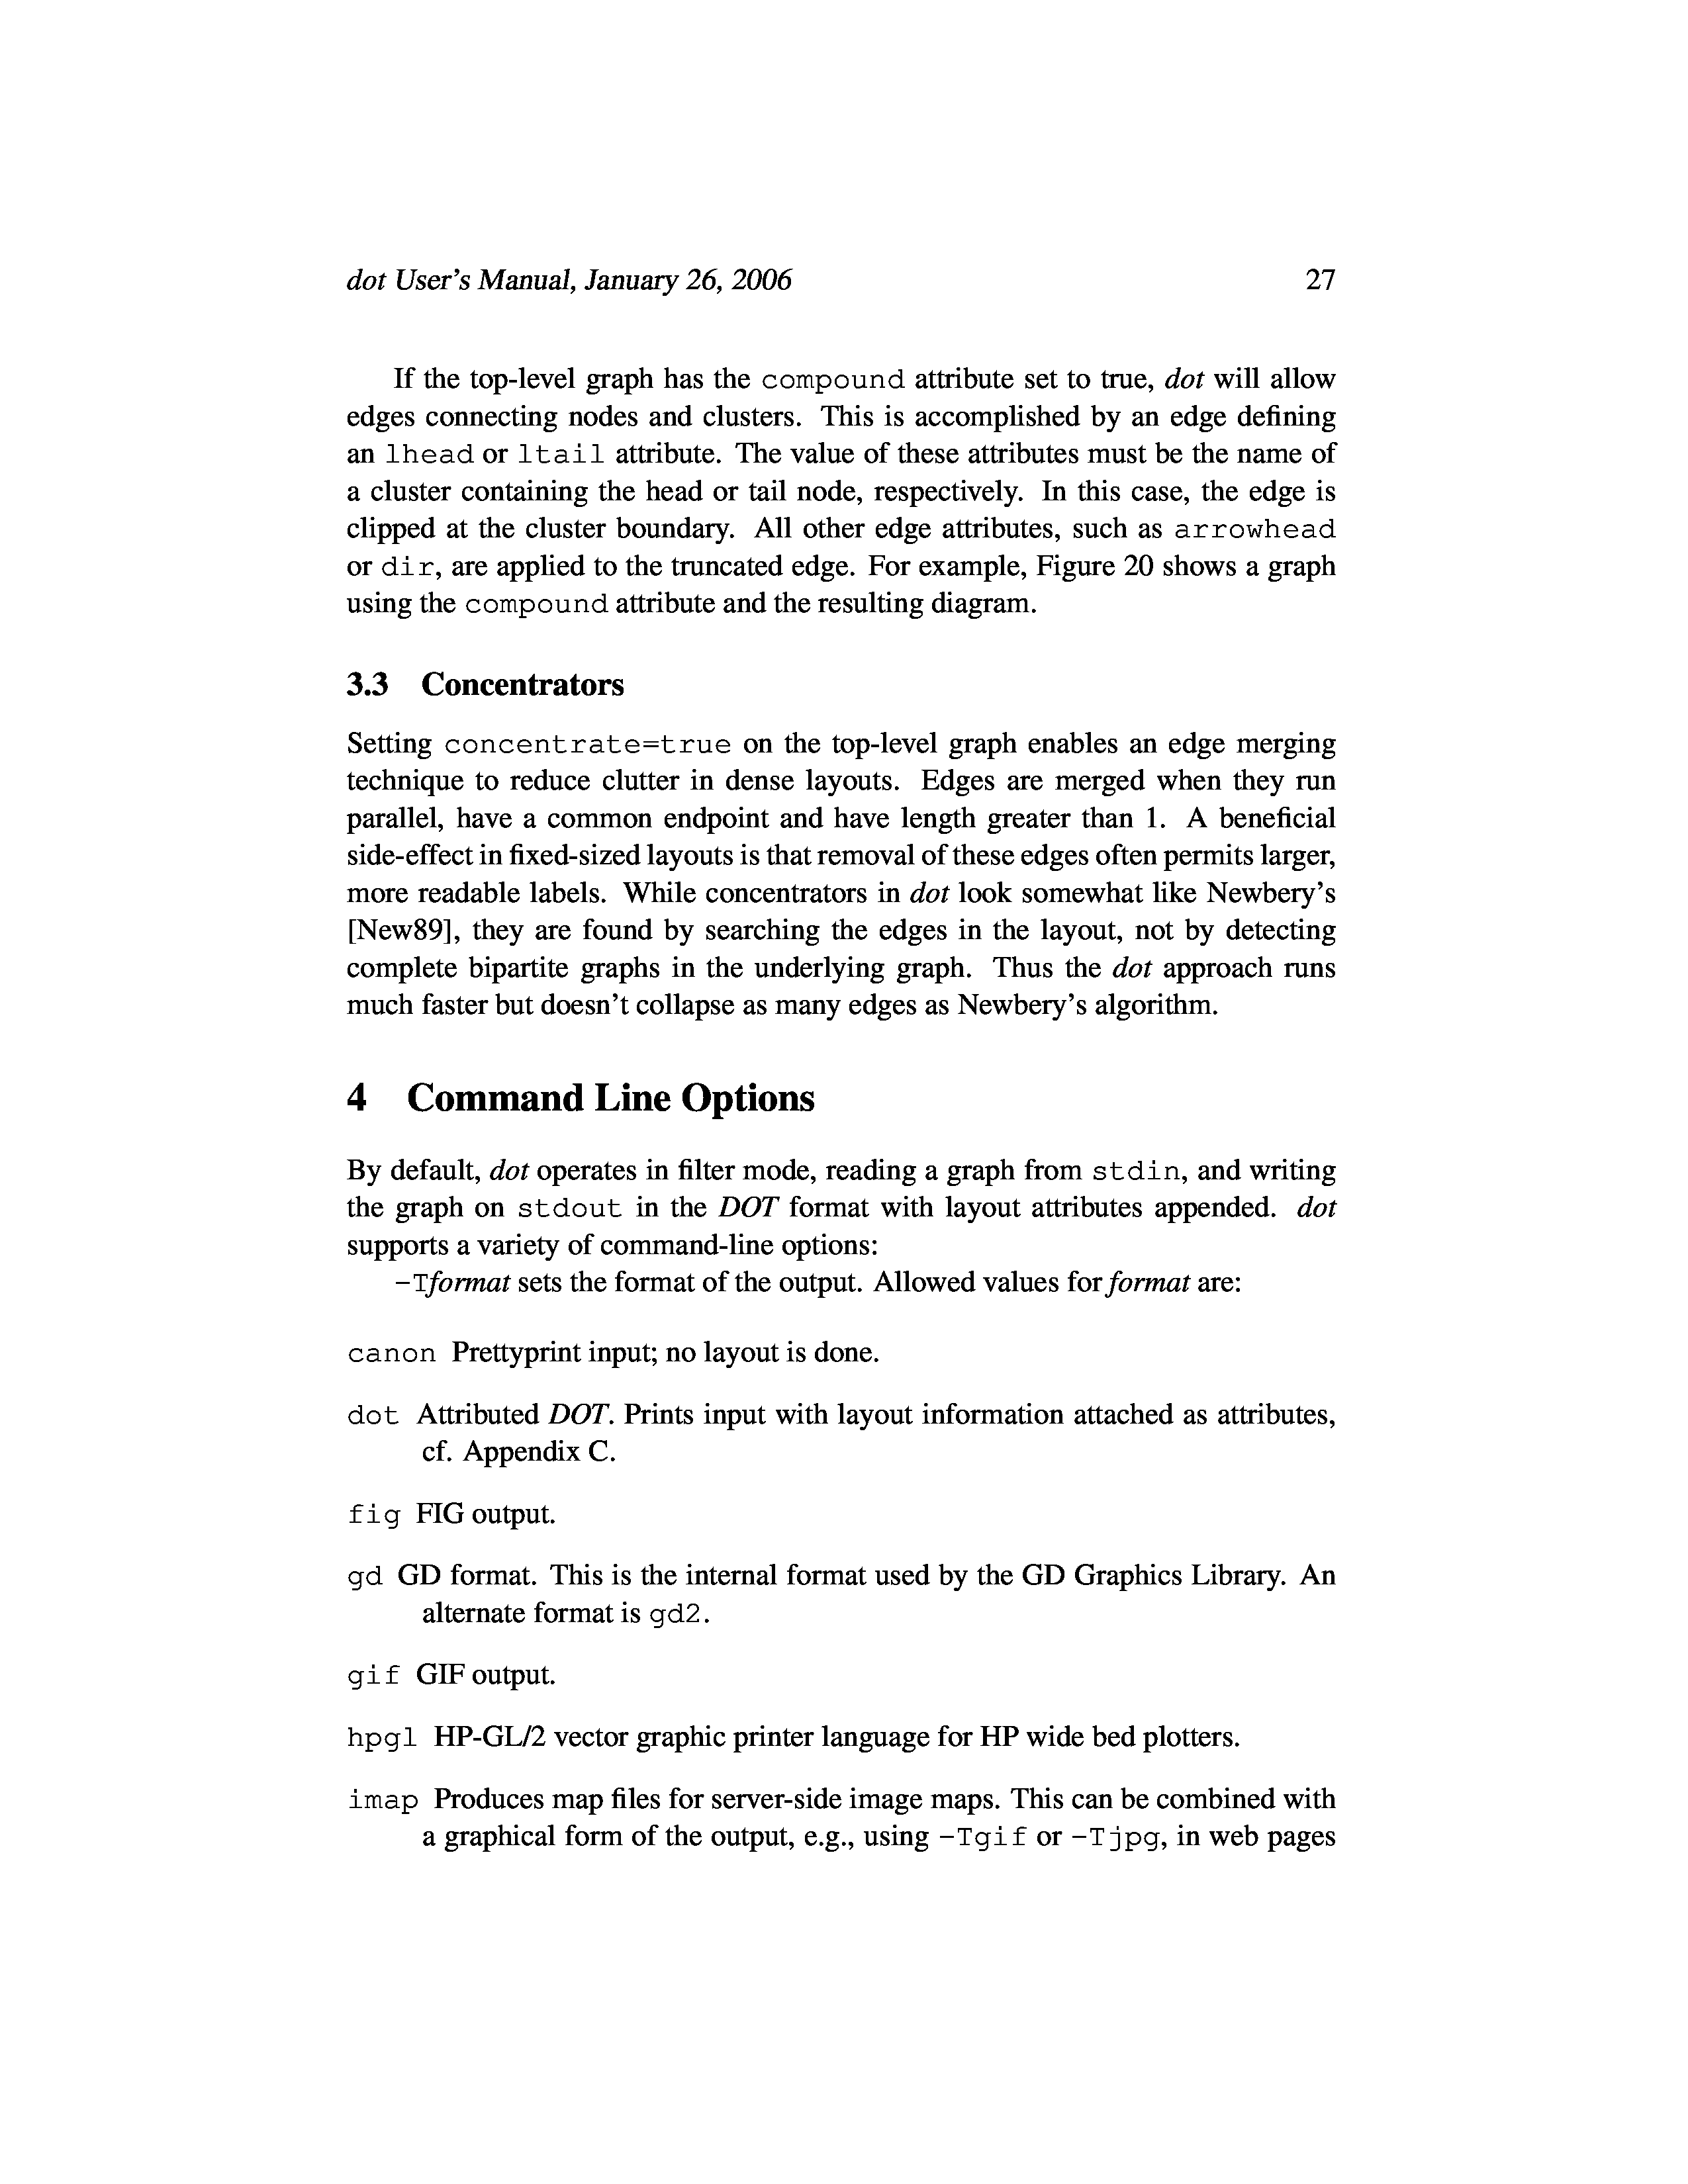 dot User's Manual, January 26, 2006 27
If the top-level graph has the compound attribute set to true, dot will allow
edges connecting nodes and clusters. This is accomplished by an edge defining
an lhead or ltail attribute. The value of these attributes must be the name of
a cluster containing the head or tail node, respectively. In this case, the edge is
clipped at the cluster boundary. All other edge attributes, such as arrowhead
or dir, are applied to the truncated edge. For example, Figure 20 shows a graph
using the compound attribute and the resulting diagram.
3.3 Concentrators
Setting concentrate=true on the top-level graph enables an edge merging
technique to reduce clutter in dense layouts. Edges are merged when they run
parallel, have a common endpoint and have length greater than 1. A beneficial
side-effect in fixed-sized layouts is that removal of these edges often permits larger,
more readable labels. While concentrators in dot look somewhat like Newbery's
[New89], they are found by searching the edges in the layout, not by detecting
complete bipartite graphs in the underlying graph. Thus the dot approach runs
much faster but doesn't collapse as many edges as Newbery's algorithm.
4 Command Line Options
By default, dot operates in filter mode, reading a graph from stdin, and writing
the graph on stdout in the DOT format with layout attributes appended. dot
supports a variety of command-line options:
-Tformat sets the format of the output. Allowed values for format are:
canon Prettyprint input; no layout is done.
dot Attributed DOT. Prints input with layout information attached as attributes,
cf. Appendix C.
fig FIG output.
gd GD format. This is the internal format used by the GD Graphics Library. An
alternate format is gd2.
gif GIF output.
hpgl HP-GL/2 vector graphic printer language for HP wide bed plotters.
imap Produces map files for server-side image maps. This can be combined with
a graphical form of the output, e.g., using -Tgif or -Tjpg, in web pages